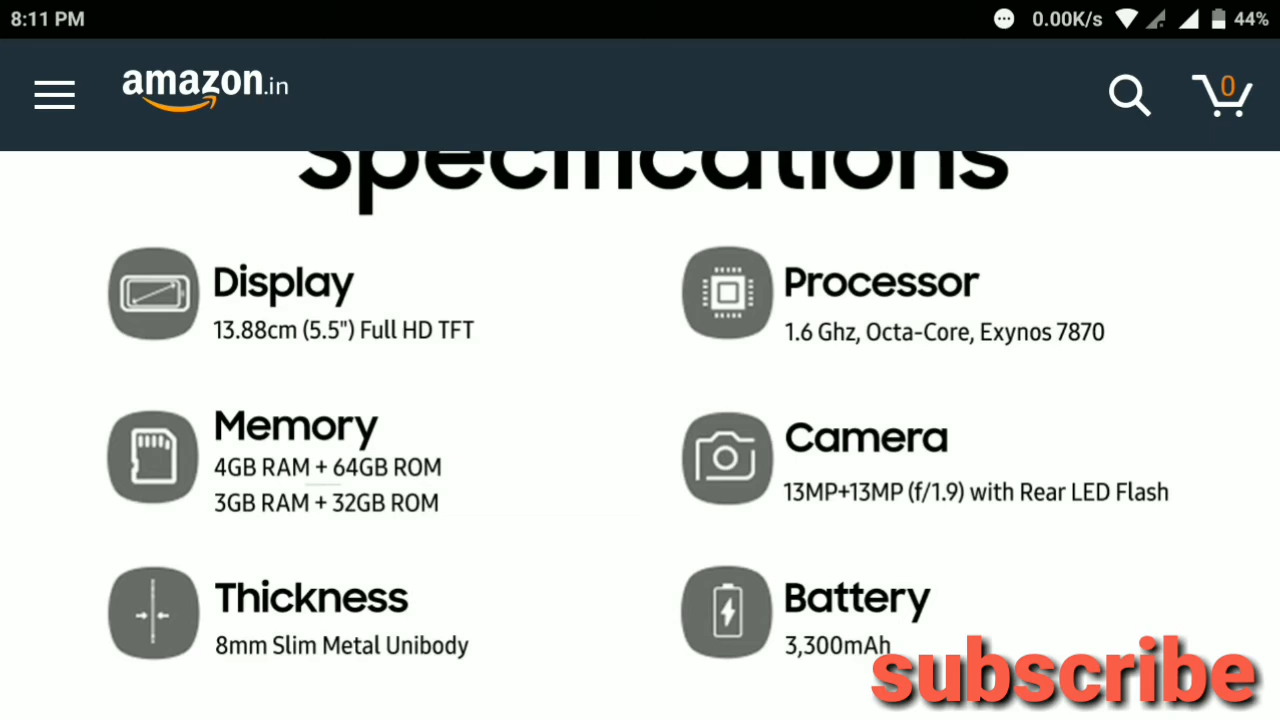 8:11 PM
0.00K/s
44%
amazon.in
0
Specifications
Display
13.88cm (5.5") Full HD TFT
Processor
1.6 Ghz, Octa-Core, Exynos 7870
Memory
4GB RAM + 64GB ROM
3GB RAM + 32GB ROM
Camera
13MP+13MP (f/1.9) with Rear LED Flash
Thickness
8mm Slim Metal Unibody
Battery
3,300mAh
subscribe